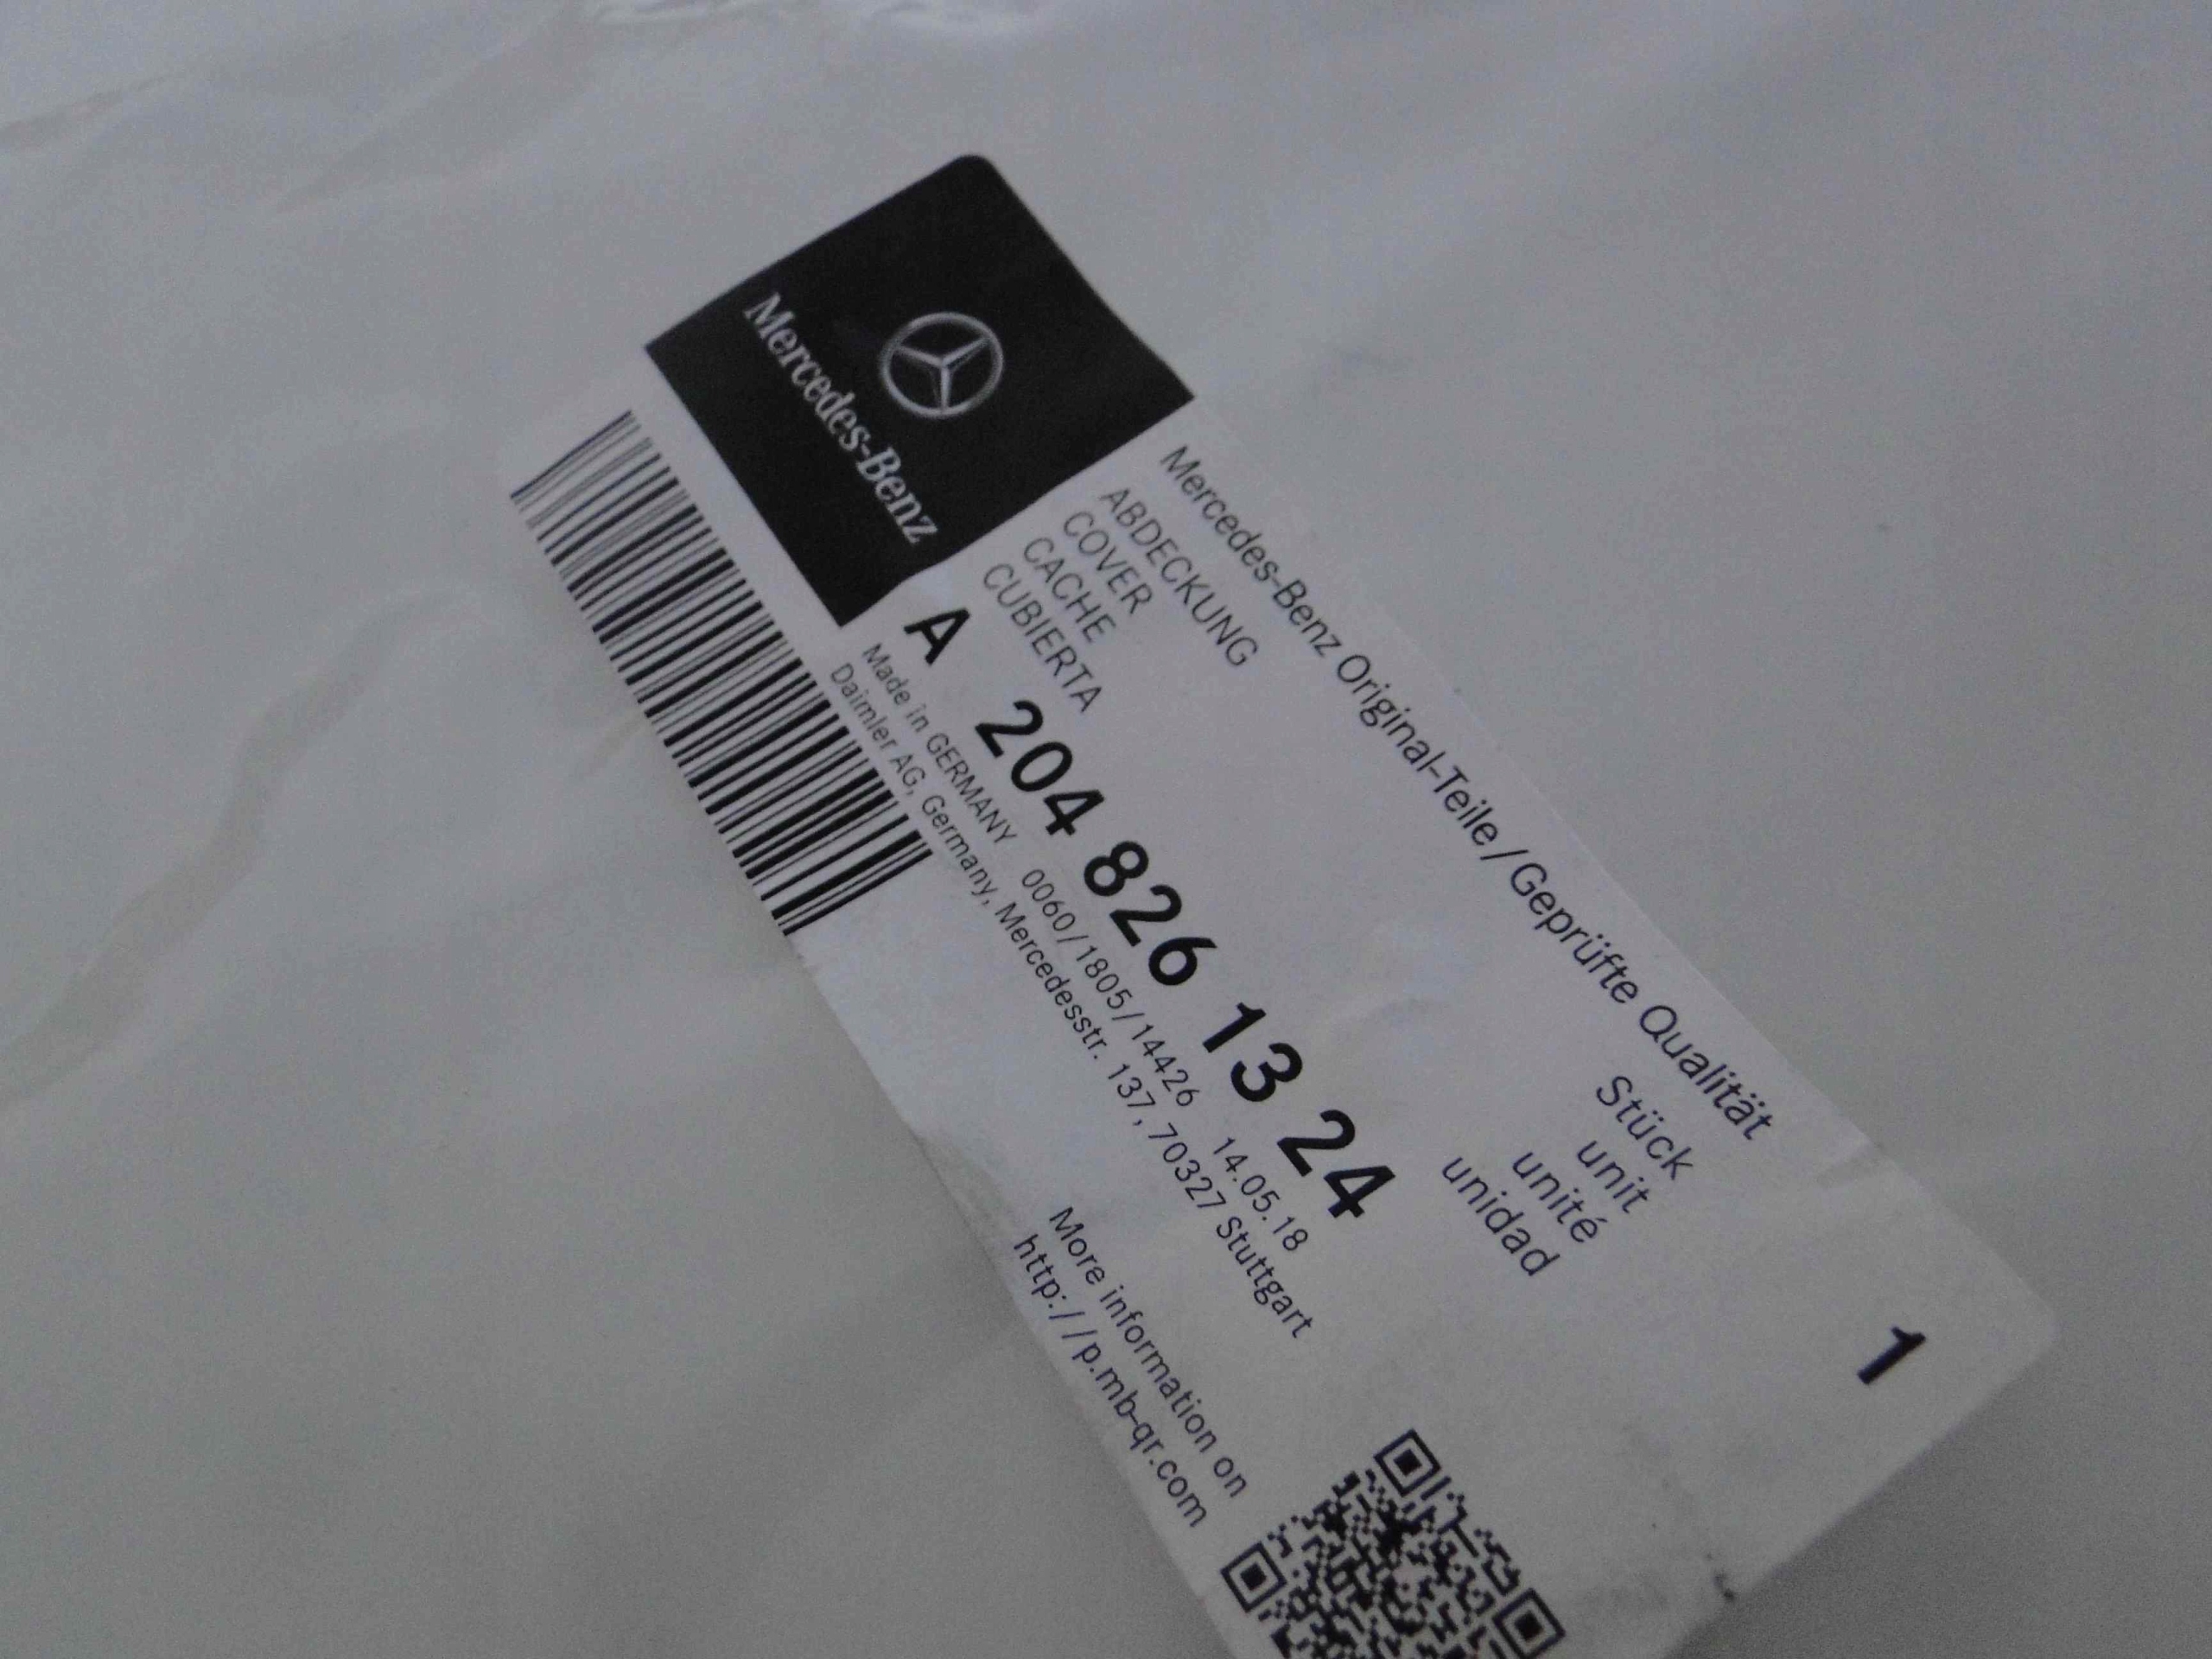 Mercedes-Benz
Mercedes-Benz Original-Teile/Geprüfte Qualität
ABDECKUNG
COVER
CACHE
CUBIERTA
Stück
unit
unité
unidad
1
A 204 826 13 24
Made in GERMANY 0060/1805/14426 14.05.18
Daimler AG, Germany, Mercedesstr. 137, 70327 Stuttgart
More information on
http://p.mb-qr.com